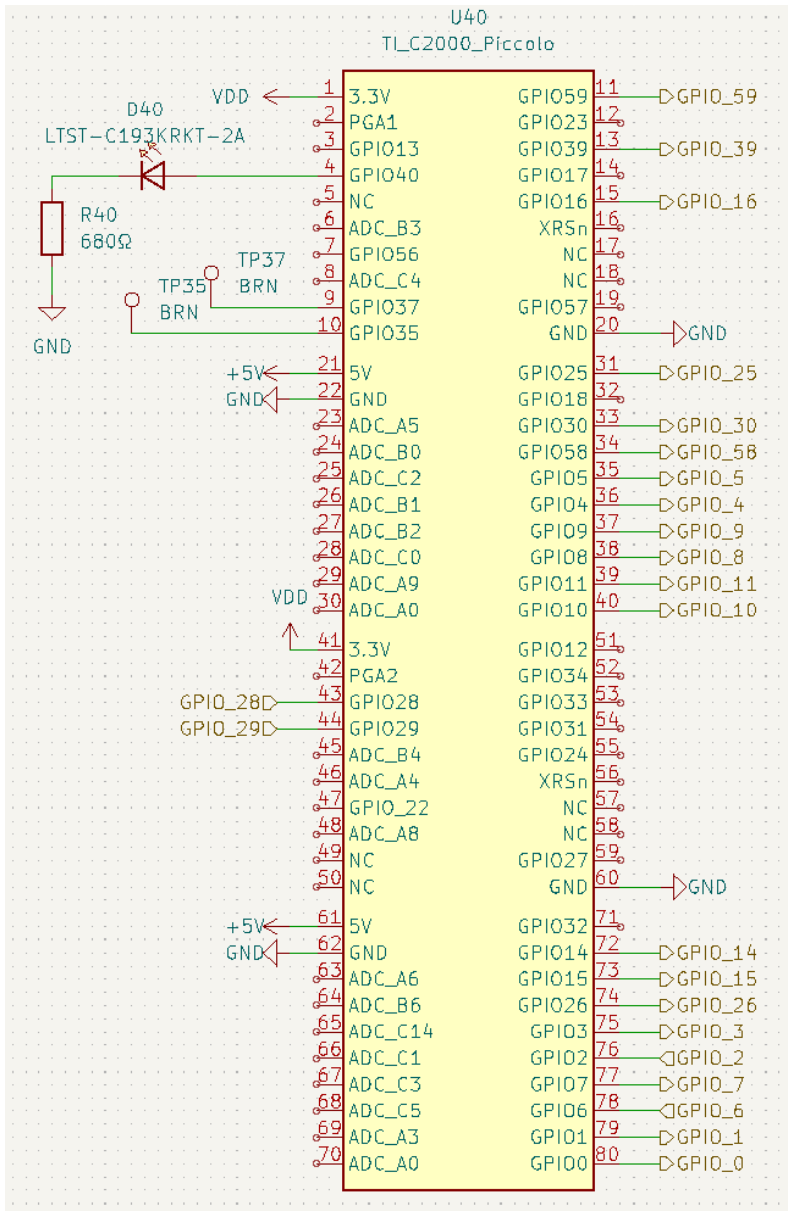 U40
TI_C2000_Piccolo
VDD
1 3.3V GPIO59 11 GPIO_59
D40
2 PGA1 GPIO23 12
LTST-C193KRKT-2A
3 GPIO13 GPIO39 13 GPIO_39
4 GPIO40 GPIO17 14
5 NC GPIO16 15 GPIO_16
R40
680Ω
6 ADC_B3 XRSn 16
7 GPIO56 NC 17
TP37
BRN
8 ADC_C4 NC 18
TP35
BRN
9 GPIO37 GPIO57 19
10 GPIO35 GND 20 GND
GND
+5V 21 5V GPIO25 31 GPIO_25
GND 22 GND GPIO18 32
23 ADC_A5 GPIO30 33 GPIO_30
24 ADC_B0 GPIO58 34 GPIO_58
25 ADC_C2 GPIO5 35 GPIO_5
26 ADC_B1 GPIO4 36 GPIO_4
27 ADC_B2 GPIO9 37 GPIO_9
28 ADC_C0 GPIO8 38 GPIO_8
29 ADC_A9 GPIO11 39 GPIO_11
VDD
30 ADC_A0 GPIO10 40 GPIO_10
41 3.3V GPIO12 51
42 PGA2 GPIO34 52
GPIO_28 43 GPIO28 GPIO33 53
GPIO_29 44 GPIO29 GPIO31 54
45 ADC_B4 GPIO24 55
46 ADC_A4 XRSn 56
47 GPIO_22 NC 57
48 ADC_A8 NC 58
49 NC GPIO27 59
50 NC GND 60 GND
+5V 61 5V GPIO32 71
GND 62 GND GPIO14 72 GPIO_14
63 ADC_A6 GPIO15 73 GPIO_15
64 ADC_B6 GPIO26 74 GPIO_26
65 ADC_C14 GPIO3 75 GPIO_3
66 ADC_C1 GPIO2 76 GPIO_2
67 ADC_C3 GPIO7 77 GPIO_7
68 ADC_C5 GPIO6 78 GPIO_6
69 ADC_A3 GPIO1 79 GPIO_1
70 ADC_A0 GPIO0 80 GPIO_0